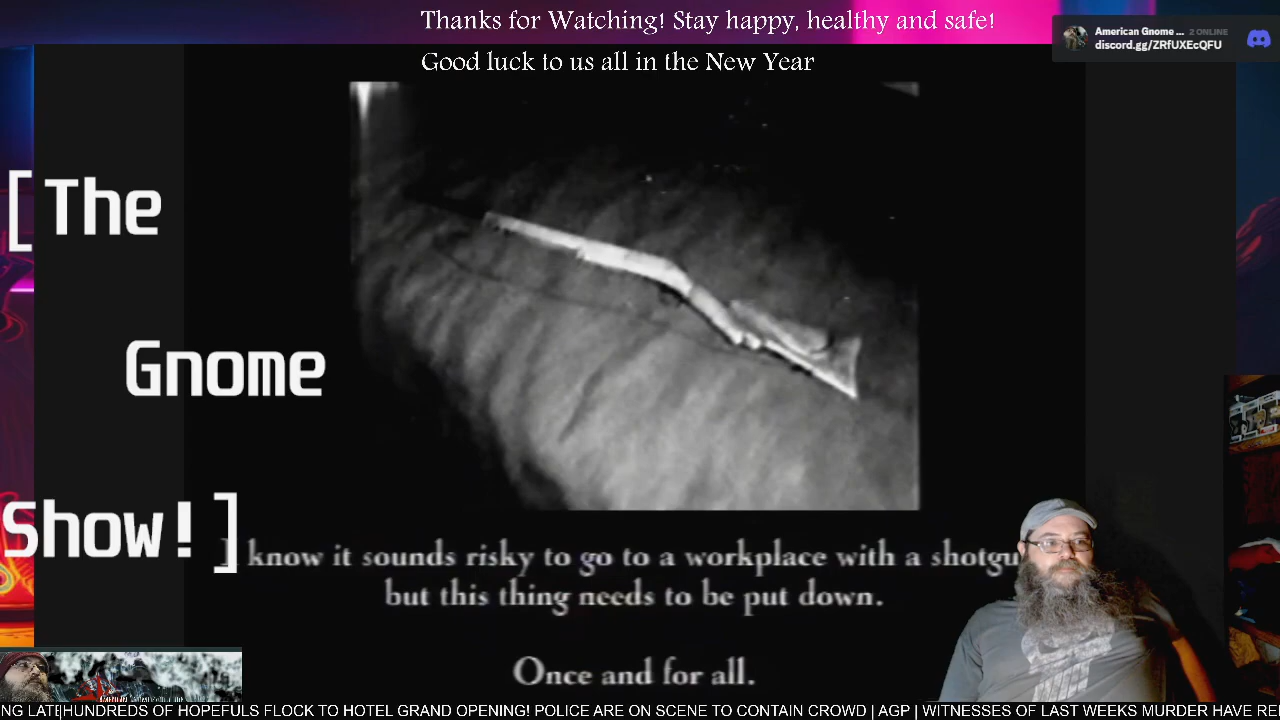 Thanks for Watching! Stay happy, healthy and safe!
American Gnome ... 2 ONLINE
discord.gg/ZRfUXEcQFU
Good luck to us all in the New Year
[The
Gnome
Show!]
know it sounds risky to go to a workplace with a shotgu
but this thing needs to be put down.
Once and for all.
NG LATE|HUNDREDS OF HOPEFULS FLOCK TO HOTEL GRAND OPENING! POLICE ARE ON SCENE TO CONTAIN CROWD | AGP | WITNESSES OF LAST WEEKS MURDER HAVE RE